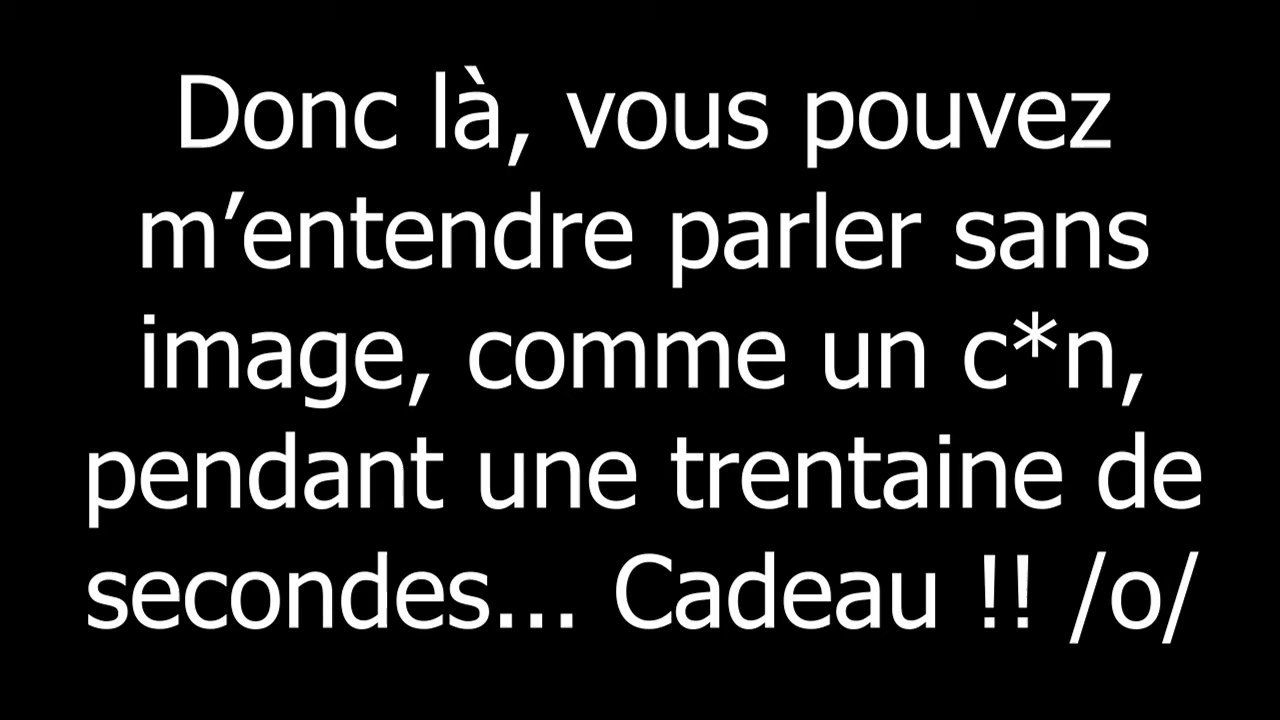 Donc là, vous pouvez
m’entendre parler sans
image, comme un c*n,
pendant une trentaine de
secondes... Cadeau !! /o/